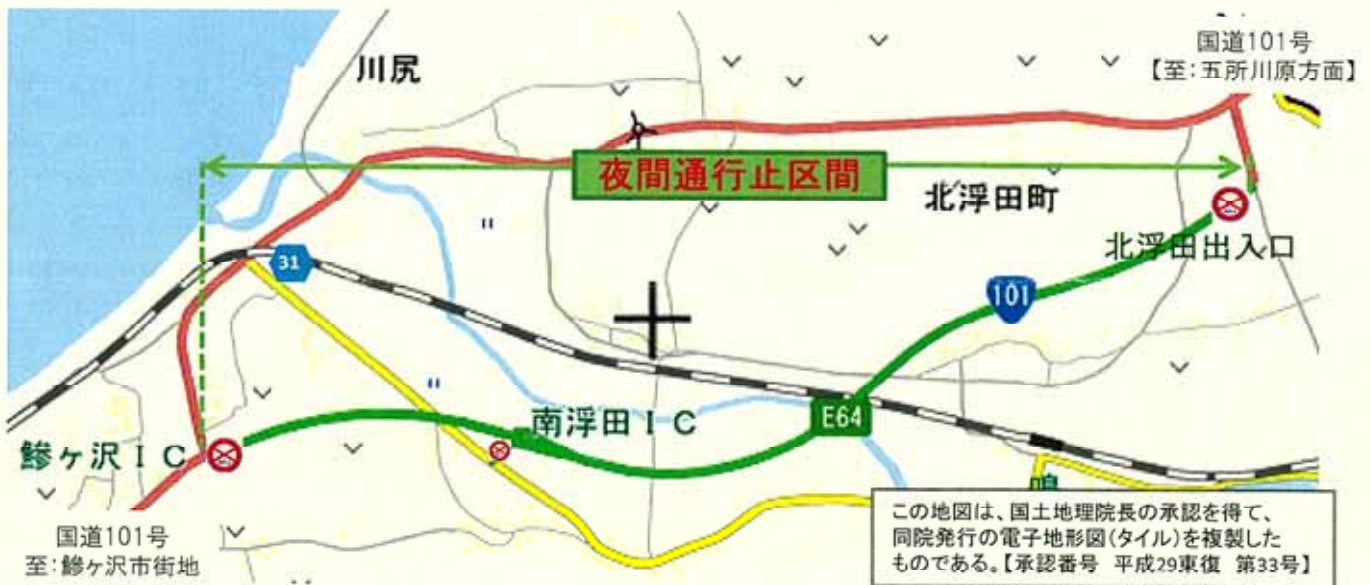 国道101号
【至:五所川原方面】
川尻
夜間通行止区間
北浮田町
北浮田出入口
31
101
南浮田IC
E64
鰺ヶ沢IC
鳴
国道101号
至:鰺ヶ沢市街地
この地図は、国土地理院長の承認を得て、
同院発行の電子地形図(タイル)を複製した
ものである。【承認番号 平成29東復 第33号】